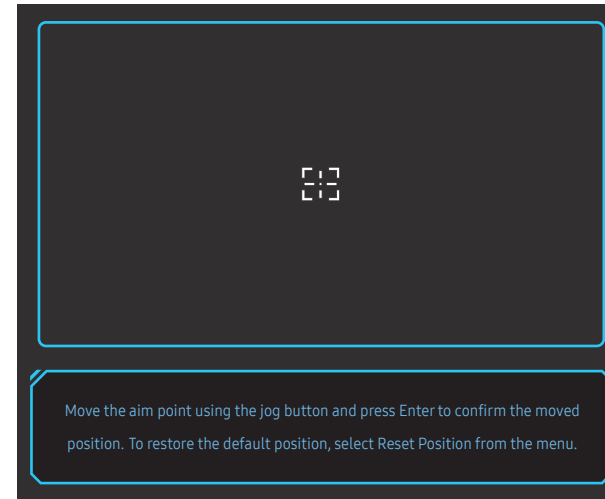 Move the aim point using the jog button and press Enter to confirm the moved
position. To restore the default position, select Reset Position from the menu.